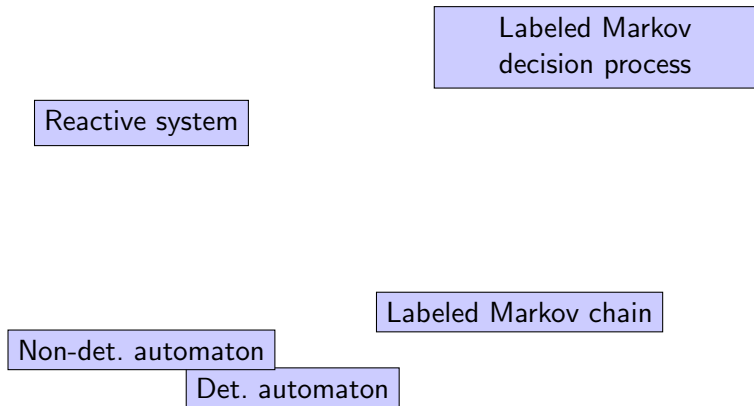 Labeled Markov
decision process
Reactive system
Labeled Markov chain
Non-det. automaton
Det. automaton